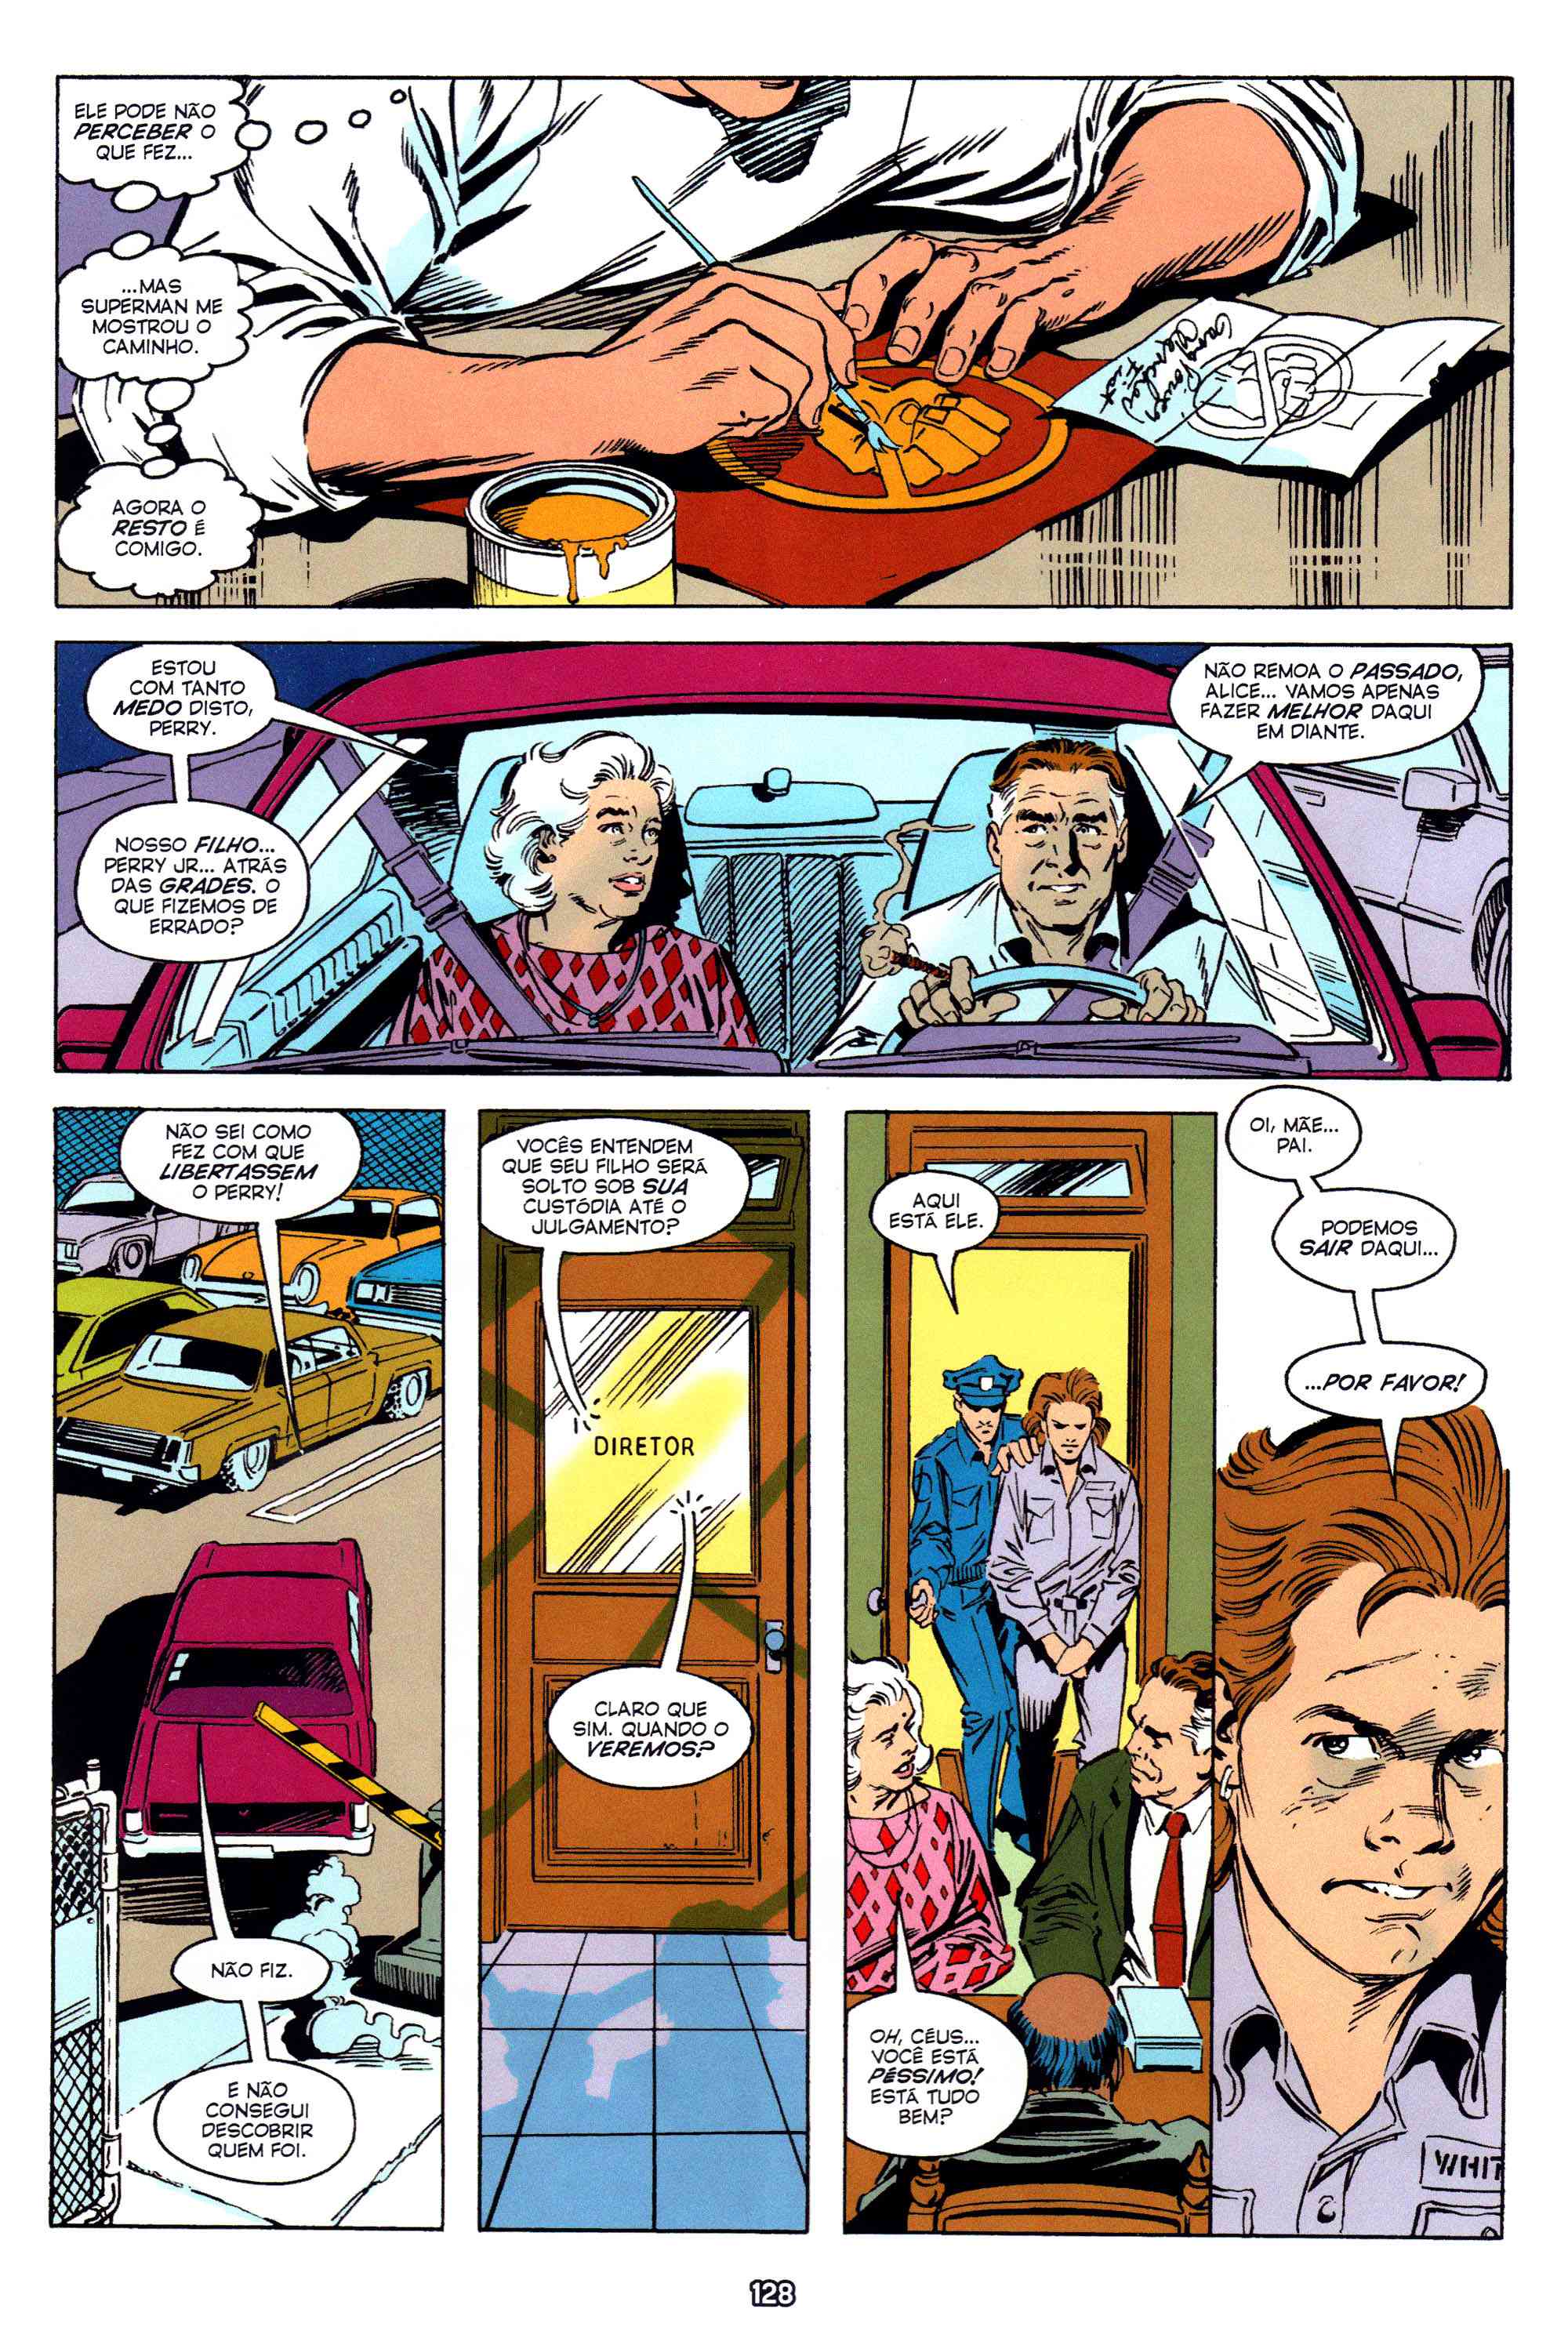 ELE PODE NÃO
PERCEBER O
QUE FEZ...
...MAS
SUPERMAN ME
MOSTROU O
CAMINHO.
AGORA O
RESTO É
COMIGO.
ESTOU
COM TANTO
MEDO DISTO,
PERRY.
NOSSO FILHO...
PERRY JR... ATRÁS
DAS GRADES. O
QUE FIZEMOS DE
ERRADO?
NÃO REMOA O PASSADO,
ALICE... VAMOS APENAS
FAZER MELHOR DAQUI
EM DIANTE.
NÃO SEI COMO
FEZ COM QUE
LIBERTASSEM
O PERRY!
NÃO FIZ.
E NÃO
CONSEGUI
DESCOBRIR
QUEM FOI.
VOCÊS ENTENDEM
QUE SEU FILHO SERÁ
SOLTO SOB SUA
CUSTÓDIA ATÉ O
JULGAMENTO?
DIRETOR
CLARO QUE
SIM. QUANDO O
VEREMOS?
AQUI
ESTÁ ELE.
OH, CÉUS...
VOCÊ ESTÁ
PÉSSIMO!
ESTÁ TUDO
BEM?
OI, MÃE...
PAI.
PODEMOS
SAIR DAQUI...
...POR FAVOR!
WHIT
128